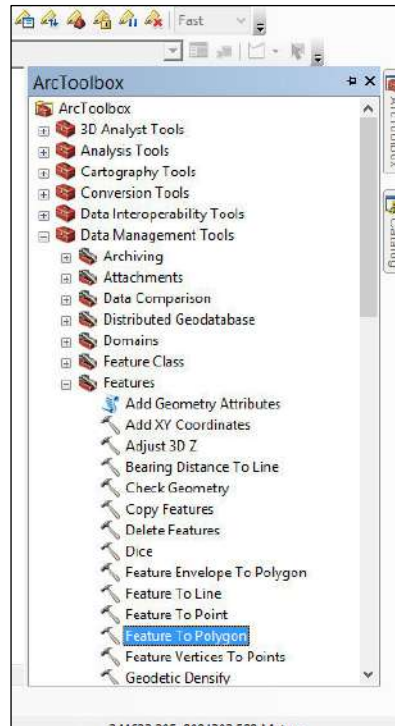 Fast
ArcToolbox
ArcToolbox
3D Analyst Tools
Analysis Tools
Cartography Tools
Conversion Tools
Data Interoperability Tools
Data Management Tools
Archiving
Attachments
Data Comparison
Distributed Geodatabase
Domains
Feature Class
Features
Add Geometry Attributes
Add XY Coordinates
Adjust 3D Z
Bearing Distance To Line
Check Geometry
Copy Features
Delete Features
Dice
Feature Envelope To Polygon
Feature To Line
Feature To Point
Feature To Polygon
Feature Vertices To Points
Geodetic Densify
ArcToolbox
Catalog